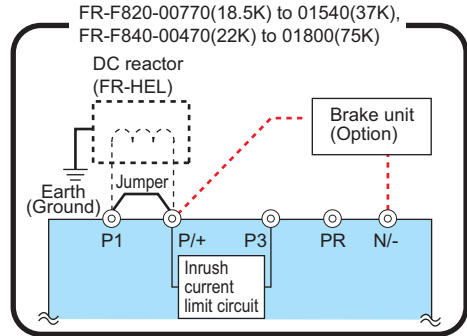 FR-F820-00770(18.5K) to 01540(37K),
FR-F840-00470(22K) to 01800(75K)
DC reactor
(FR-HEL)
Brake unit
(Option)
Earth
(Ground)
Jumper
P1
P/+
P3
PR
N/-
Inrush
current
limit circuit